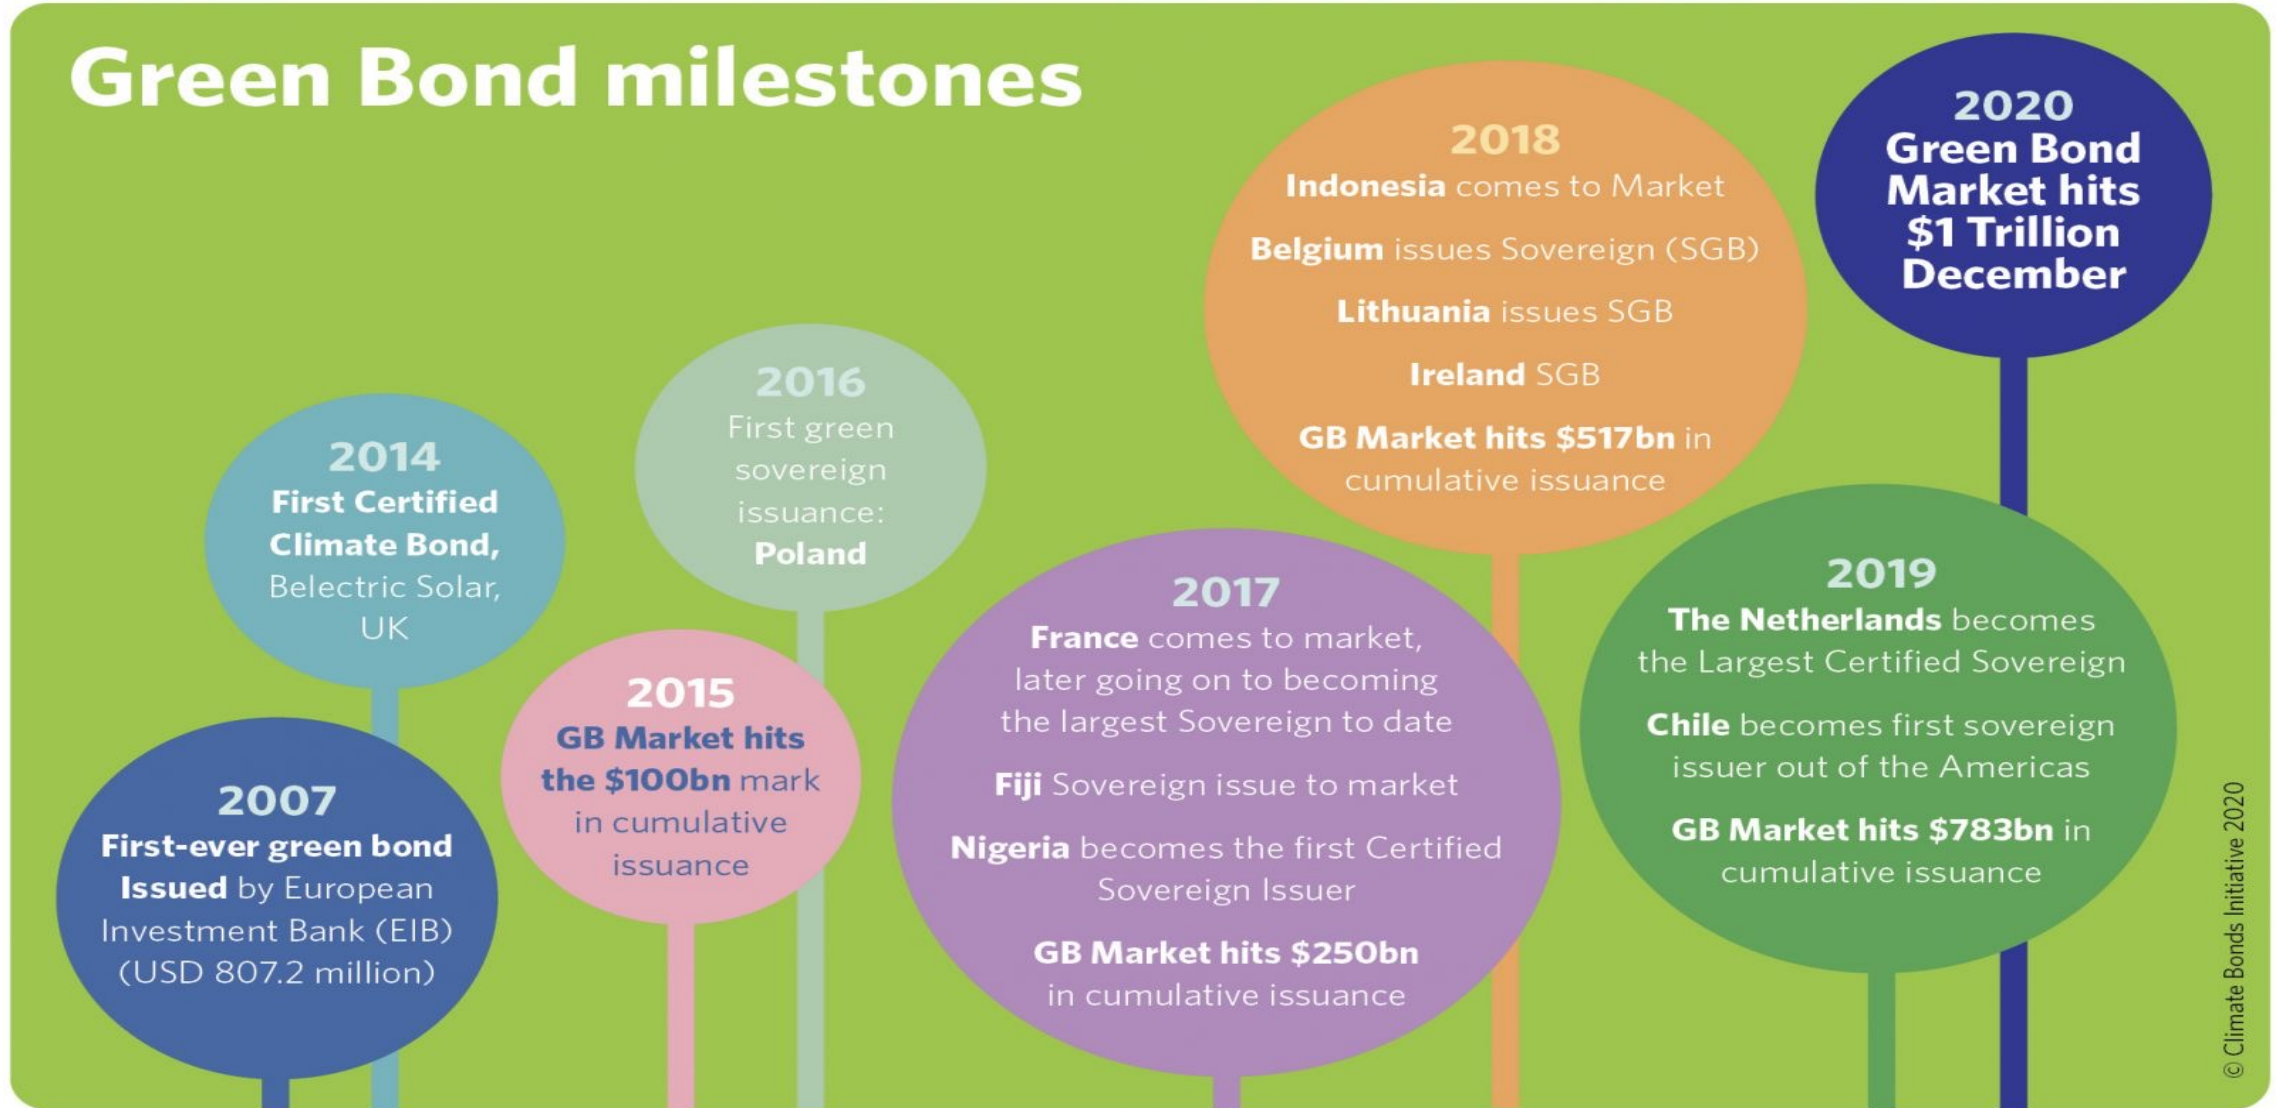 Green Bond milestones
2007
First-ever green bond
Issued by European
Investment Bank (EIB)
(USD 807.2 million)
2014
First Certified
Climate Bond,
Belectric Solar,
UK
2015
GB Market hits
the $100bn mark
in cumulative
issuance
2016
First green
sovereign
issuance:
Poland
2017
France comes to market,
later going on to becoming
the largest Sovereign to date
Fiji Sovereign issue to market
Nigeria becomes the first Certified
Sovereign Issuer
GB Market hits $250bn
in cumulative issuance
2018
Indonesia comes to Market
Belgium issues Sovereign (SGB)
Lithuania issues SGB
Ireland SGB
GB Market hits $517bn in
cumulative issuance
2019
The Netherlands becomes
the Largest Certified Sovereign
Chile becomes first sovereign
issuer out of the Americas
GB Market hits $783bn in
cumulative issuance
2020
Green Bond
Market hits
$1 Trillion
December
© Climate Bonds Initiative 2020